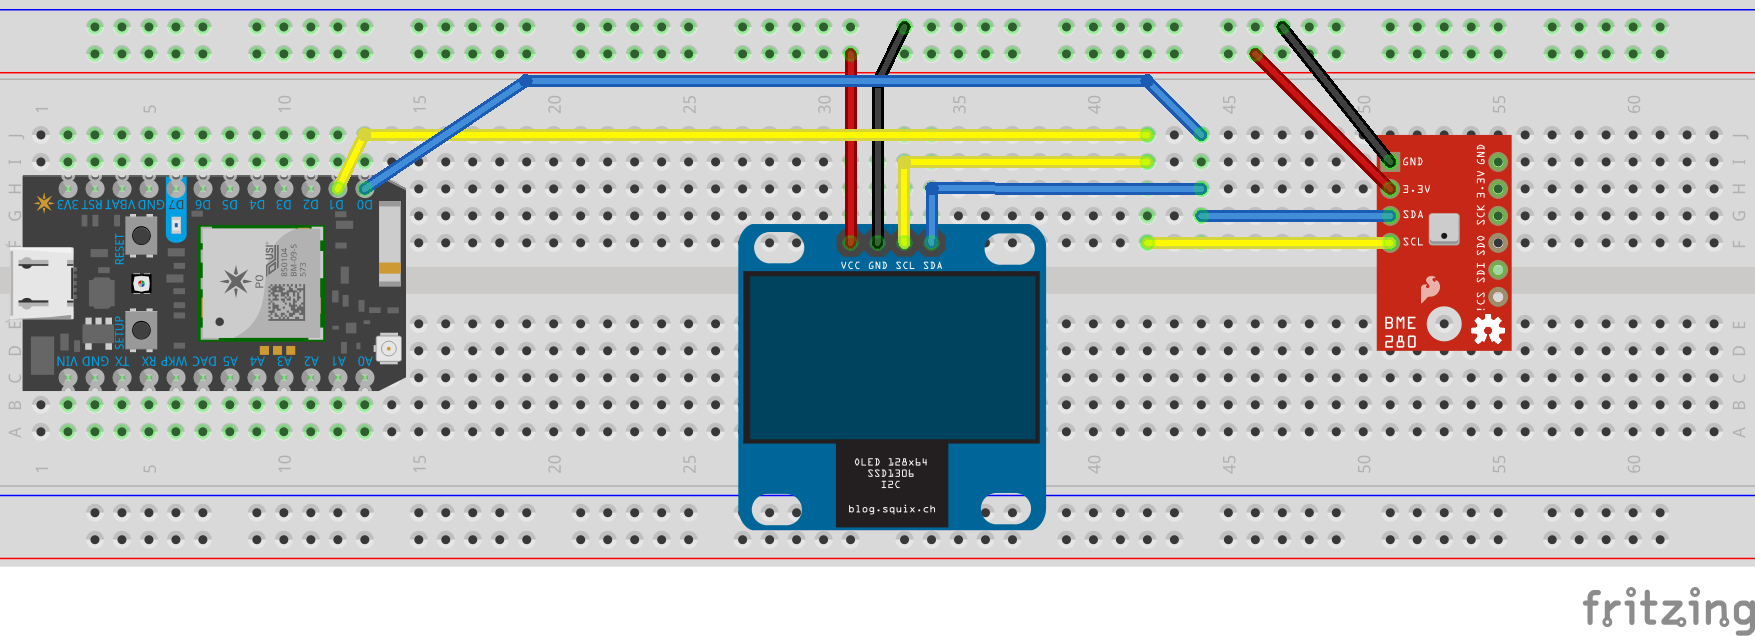 1 5 10 15 20 25 30 35 40 45 50 55 60
J J
I I
H H
G G
F F
3V3 RST VBAT GND D7 D6 D5 D4 D3 D2 D1 D0
RESET
SETUP
P0
850104
BM-09-S
573
VIN GND TX RX WKP DAC A5 A4 A3 A2 A1 A0
VCC GND SCL SDA
OLED 128x64
SSD1306
I2C
blog.squix.ch
GND
3.3V
SDA
SCL
GND
3.3V
SCK
SDO
SDI
BME
280
E E
D D
C C
B B
A A
1 5 10 15 20 25 40 45 50 55 60
fritzing